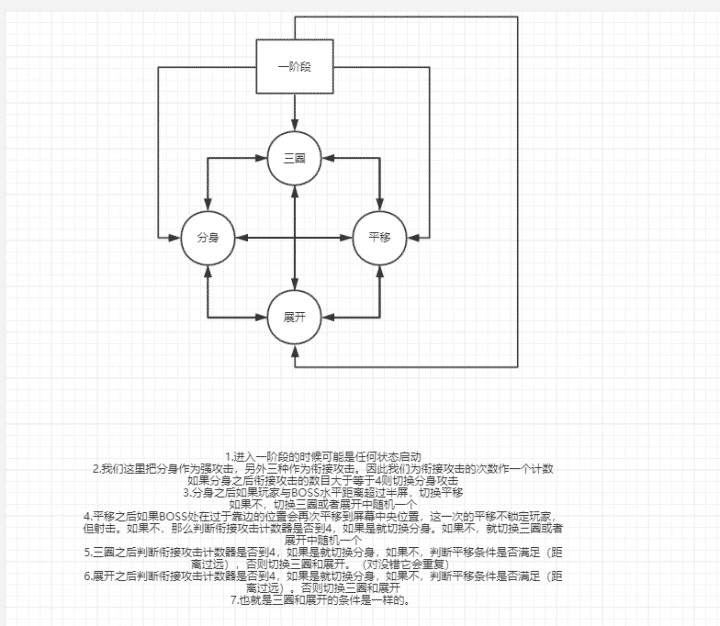 一阶段
三圆
分身
平移
展开
1.进入一阶段的时候可能是任何状态启动
2.我们这里把分身作为强攻击，另外三种作为衔接攻击。因此我们为衔接攻击的次数作一个计数
如果分身之后衔接攻击的数目大于等于4则切换分身攻击
3.分身之后如果玩家与BOSS水平距离超过半屏，切换平移
如果不，切换三圆或者展开中随机一个
4.平移之后如果BOSS处在过于靠边的位置会再次平移到屏幕中央位置，这一次的平移不锁定玩家，
但射击。如果不，那么判断衔接攻击计数器是否到4，如果是就切换分身。如果不，就切换三圆或者
展开中随机一个
5.三圆之后判断衔接攻击计数器是否到4，如果是就切换分身，如果不，判断平移条件是否满足（距
离过远），否则切换三圆和展开。（对没错它会重复）
6.展开之后判断衔接攻击计数器是否到4，如果是就切换分身，如果不，判断平移条件是否满足（距
离过远）。否则切换三圆和展开
7.也就是三圆和展开的条件是一样的。